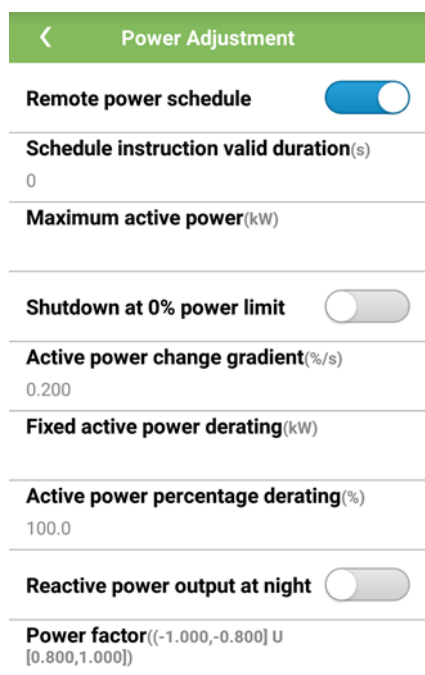 Power Adjustment
Remote power schedule
Schedule instruction valid duration(s)
0
Maximum active power(kW)
Shutdown at 0% power limit
Active power change gradient(%/s)
0.200
Fixed active power derating(kW)
Active power percentage derating(%)
100.0
Reactive power output at night
Power factor((-1.000,-0.800] U
[0.800,1.000])